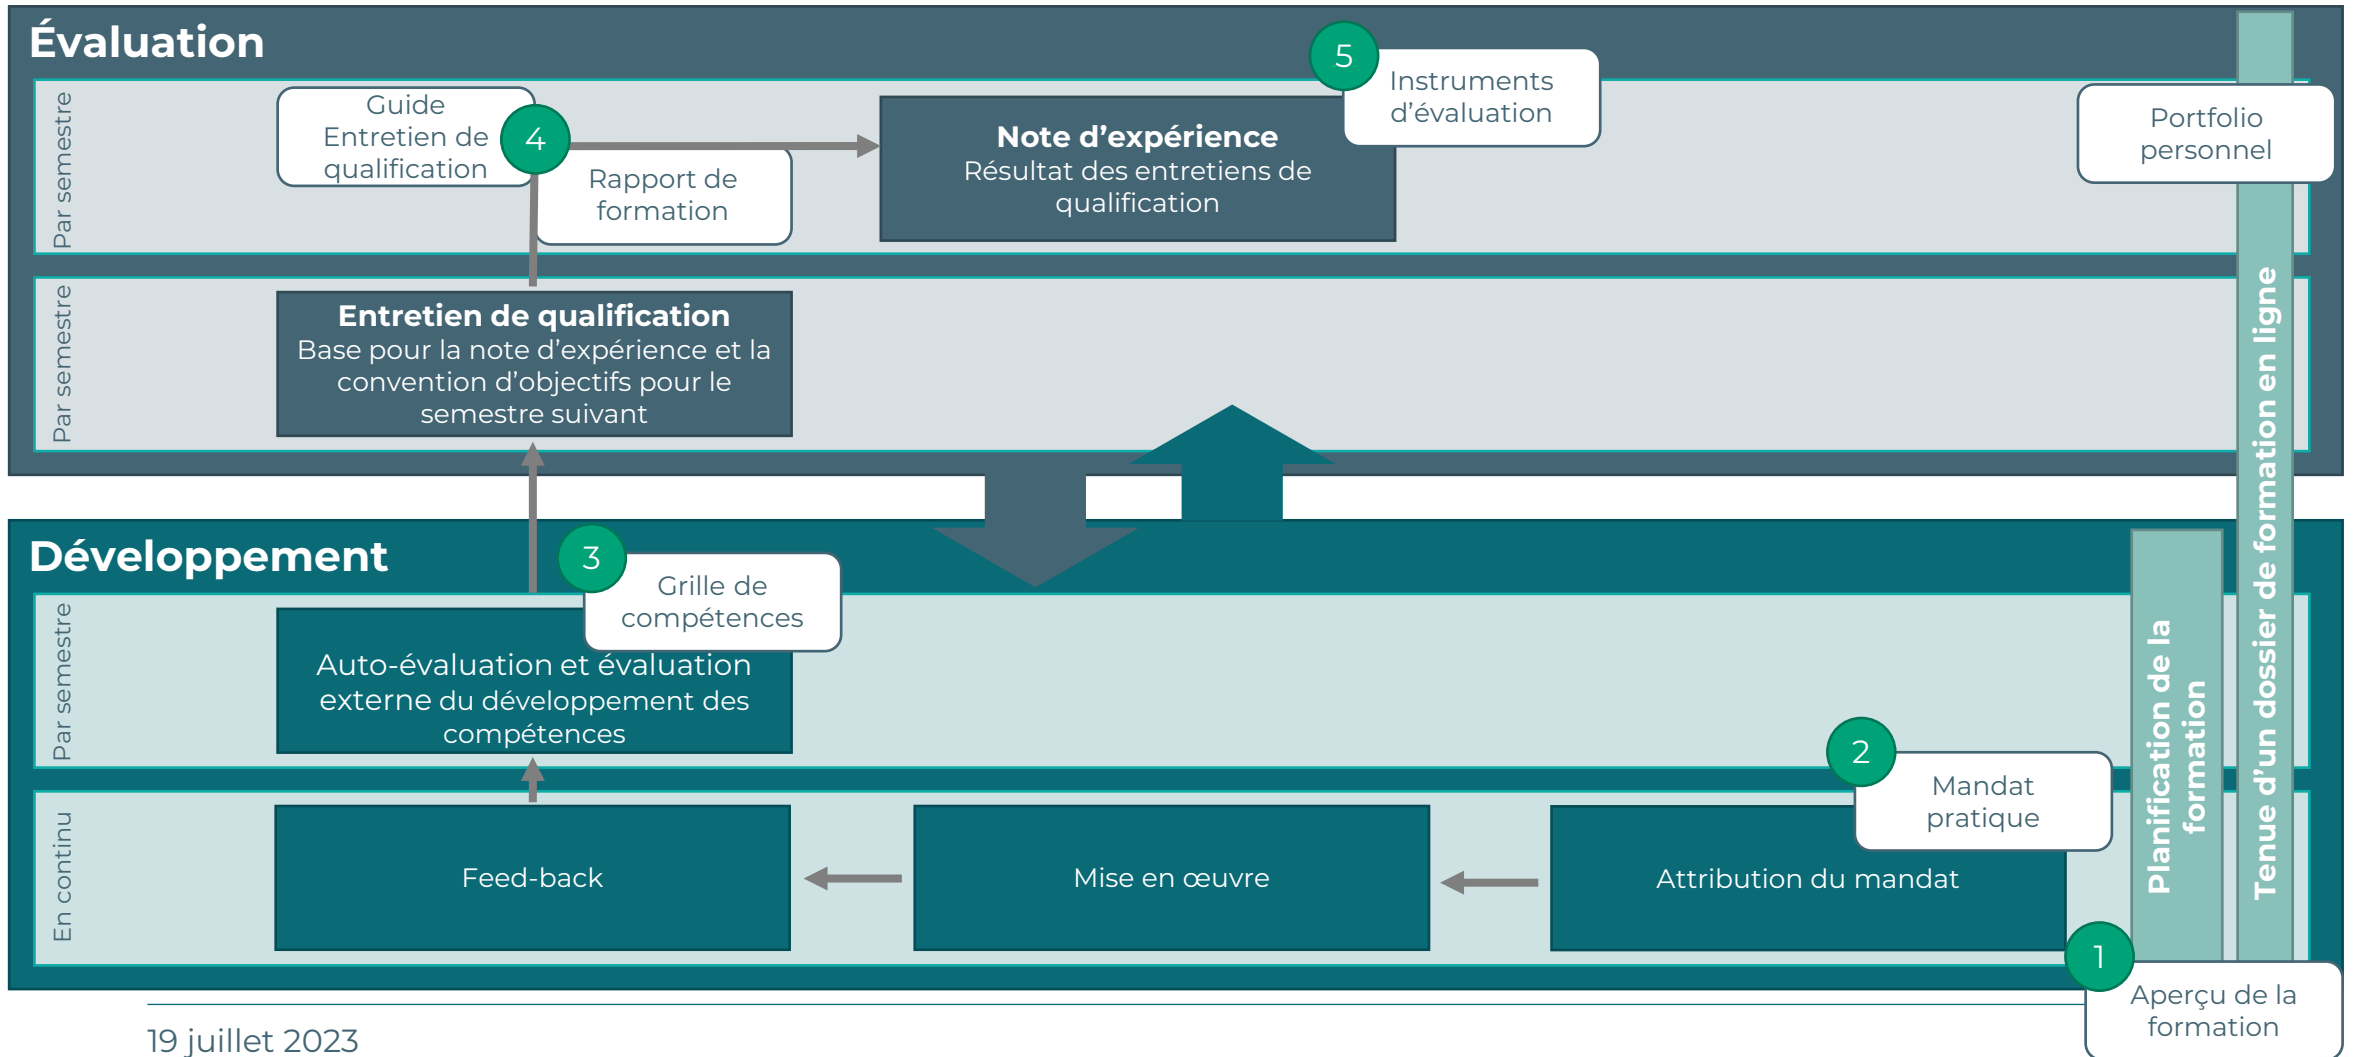 Évaluation
Par semestre
Guide
Entretien de
qualification
4
Rapport de
formation
Note d’expérience
Résultat des entretiens de
qualification
5
Instruments
d’évaluation
Portfolio
personnel
Par semestre
Entretien de qualification
Base pour la note d’expérience et la
convention d’objectifs pour le
semestre suivant
Tenue d’un dossier de formation en ligne
Développement
Par semestre
3
Grille de
compétences
Auto-évaluation et évaluation
externe du développement des
compétences
Planification de la
formation
2
Mandat
pratique
En continu
Feed-back
Mise en œuvre
Attribution du mandat
1
Aperçu de la
formation
19 juillet 2023